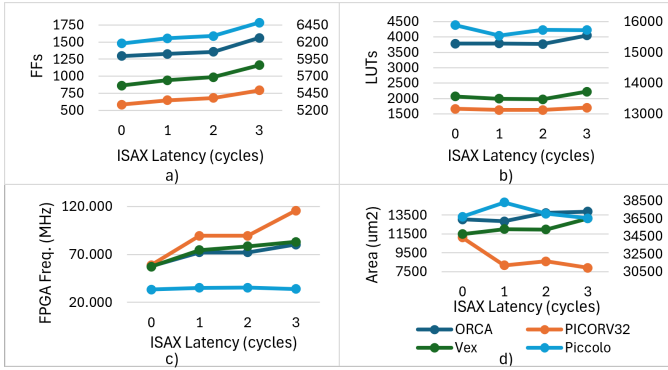 1750 6450
1500 6200
1250 5950
1000 5700
750 5450
500 5200
FFs
0 1 2 3
ISAX Latency (cycles)
a)
4500 16000
4000
3500 15000
3000
2500 14000
2000
1500 13000
LUTs
0 1 2 3
ISAX Latency (cycles)
b)
120.000
70.000
20.000
FPGA Freq. (MHz)
0 1 2 3
ISAX Latency (cycles)
c)
38500
13500 36500
11500 34500
9500 32500
7500 30500
Area (um2)
0 1 2 3
ISAX Latency (cycles)
ORCA PICORV32
Vex Piccolo
d)